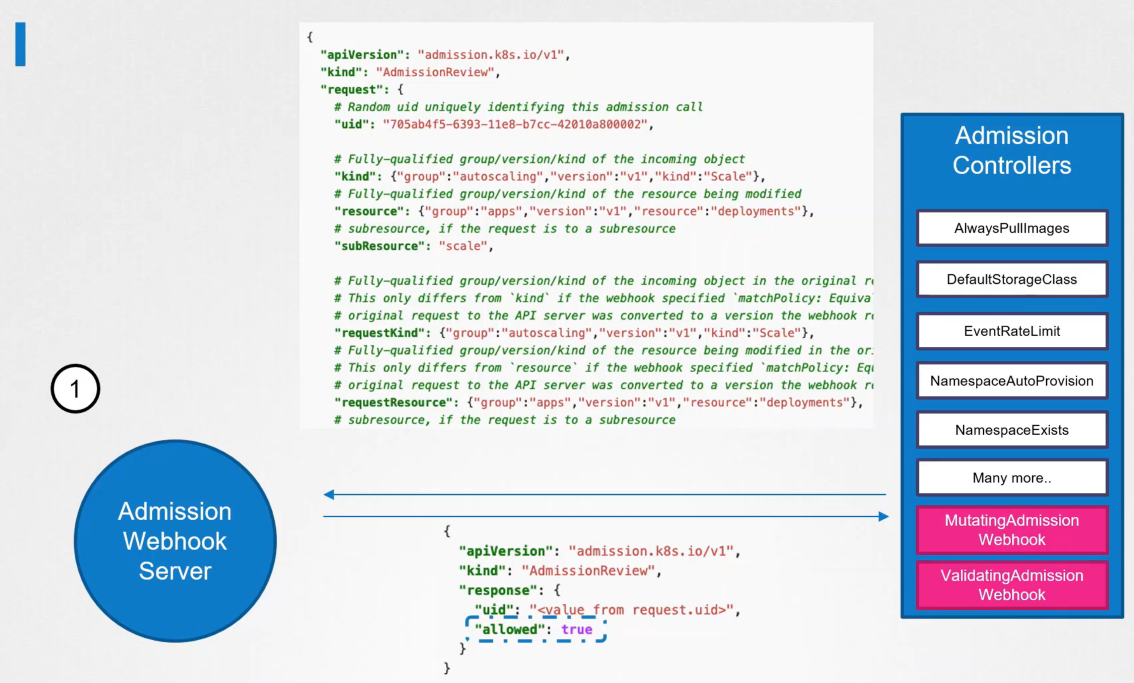 {
"apiVersion": "admission.k8s.io/v1",
"kind": "AdmissionReview",
"request": {
# Random uid uniquely identifying this admission call
"uid": "705ab4f5-6393-11e8-b7cc-42010a800002",
# Fully-qualified group/version/kind of the incoming object
"kind": {"group":"autoscaling","version":"v1","kind":"Scale"},
# Fully-qualified group/version/kind of the resource being modified
"resource": {"group":"apps","version":"v1","resource":"deployments"},
# subresource, if the request is to a subresource
"subResource": "scale",
# Fully-qualified group/version/kind of the incoming object in the original
# This only differs from `kind` if the webhook specified `matchPolicy:
# original request to the API server was converted to a version the webhook
"requestKind": {"group":"autoscaling","version":"v1","kind":"Scale"},
# Fully-qualified group/version/kind of the resource being modified in the
# This only differs from `resource` if the webhook specified `matchPolicy:
# original request to the API server was converted to a version the webhook
"requestResource": {"group":"apps","version":"v1","resource":"deployments"},
# subresource, if the request is to a subresource
1
Admission
Webhook
Server
{
"apiVersion": "admission.k8s.io/v1",
"kind": "AdmissionReview",
"response": {
"uid": "<value from request.uid>",
"allowed": true
}
}
Admission
Controllers
AlwaysPullImages
DefaultStorageClass
EventRateLimit
NamespaceAutoProvision
NamespaceExists
Many more..
MutatingAdmission
Webhook
ValidatingAdmission
Webhook